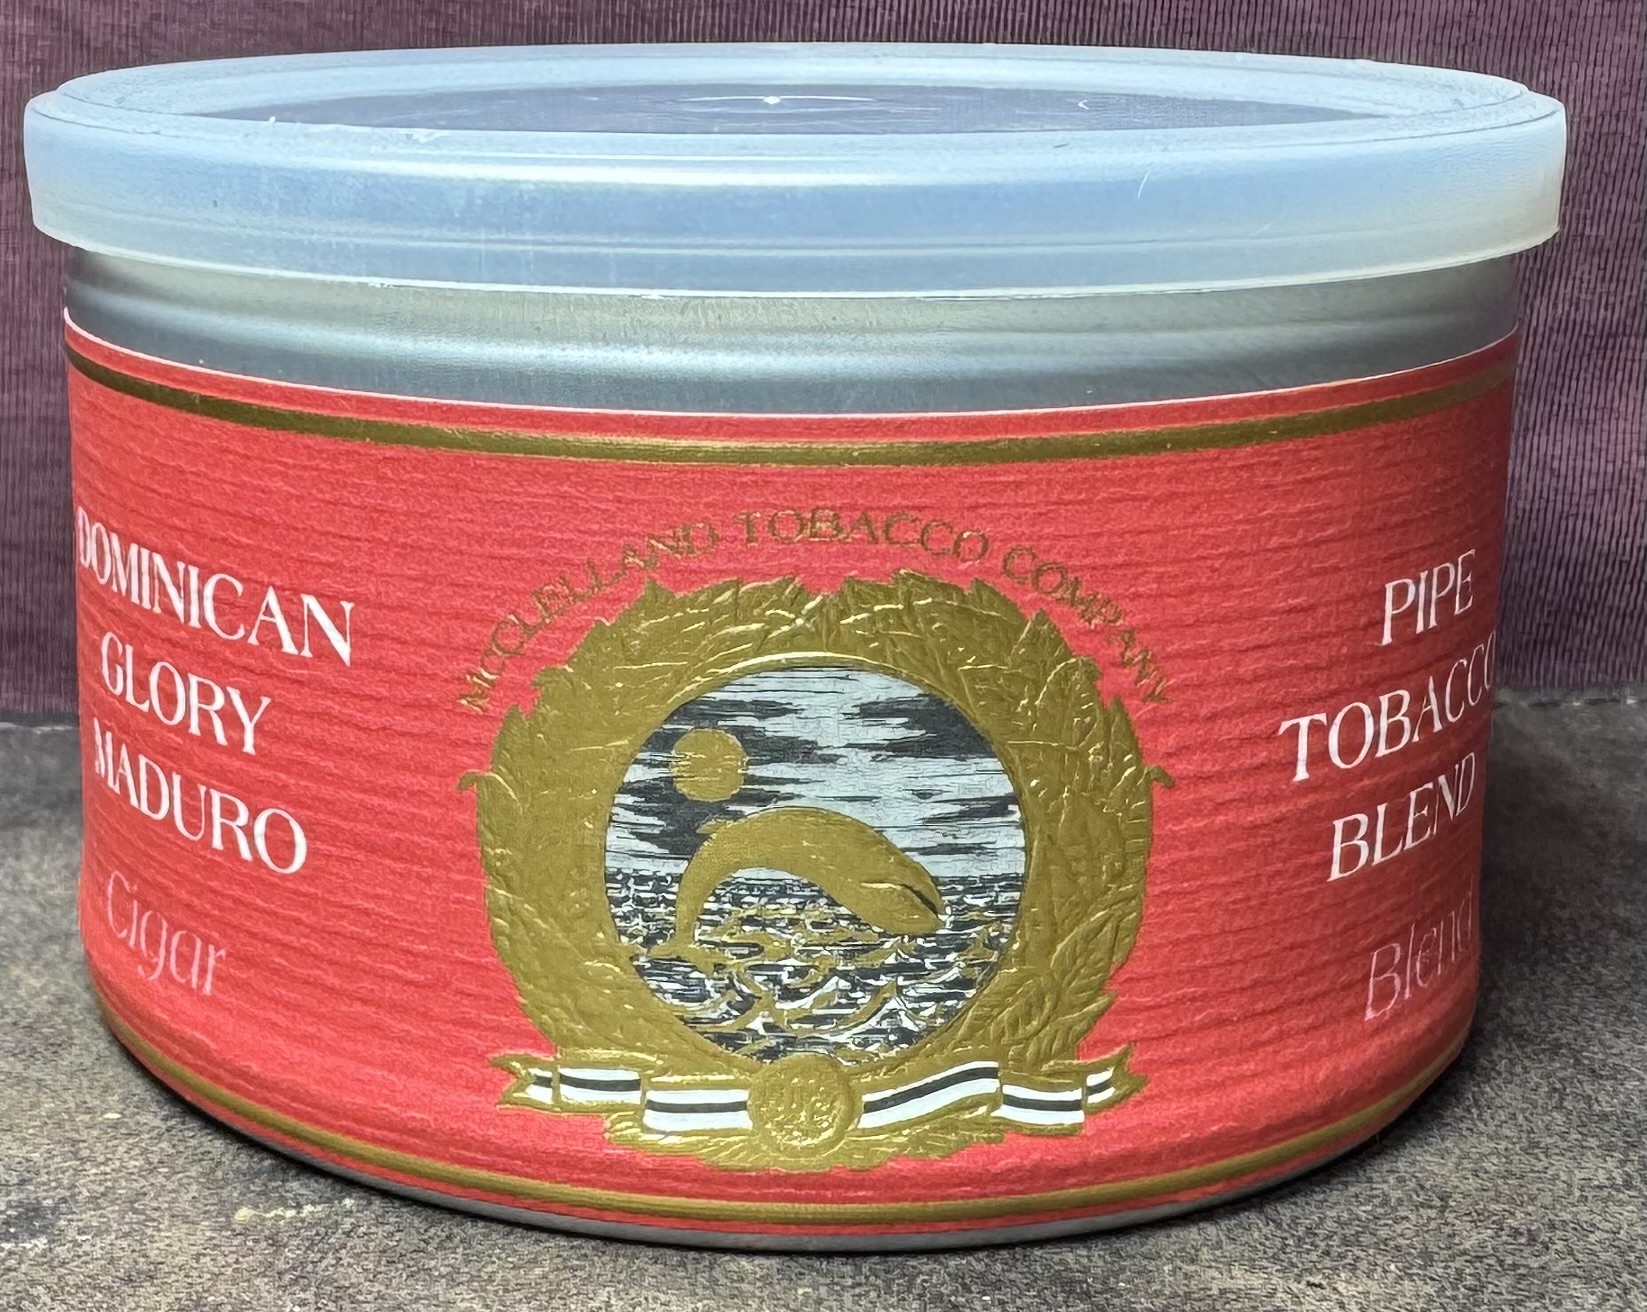 MCCLELLAND TOBACCO COMPANY
DOMINICAN
GLORY
MADURO
Cigar
PIPE
TOBACCO
BLEND
Blend